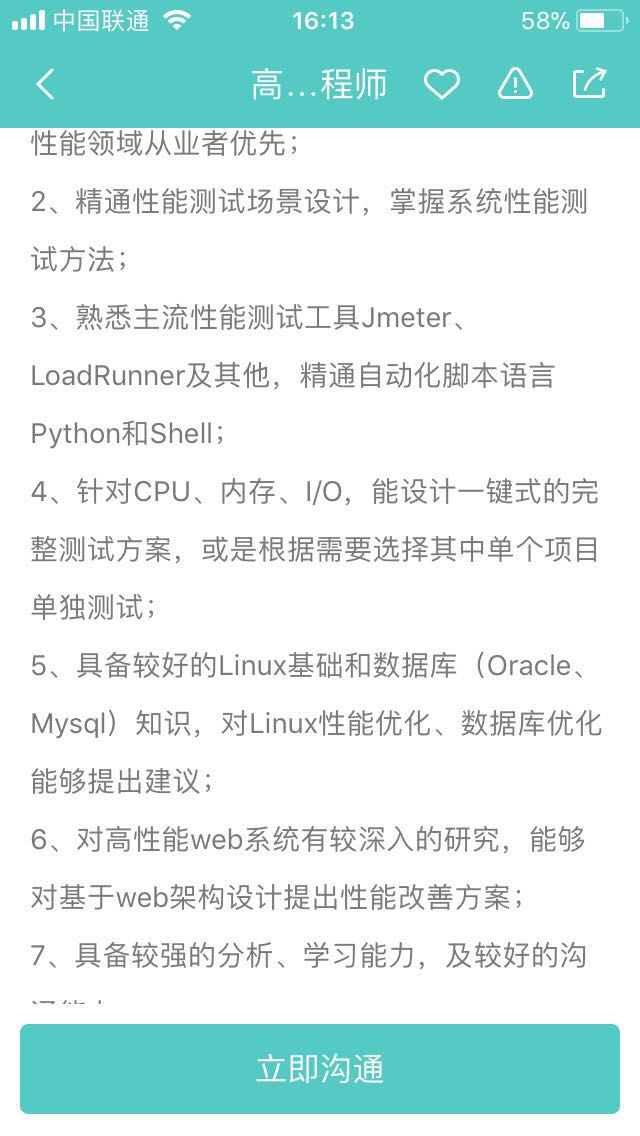 中国联通 16:13 58%
高...程师
性能领域从业者优先；
2、精通性能测试场景设计，掌握系统性能测
试方法；
3、熟悉主流性能测试工具Jmeter、
LoadRunner及其他，精通自动化脚本语言
Python和Shell；
4、针对CPU、内存、I/O，能设计一键式的完
整测试方案，或是根据需要选择其中单个项目
单独测试；
5、具备较好的Linux基础和数据库（Oracle、
Mysql）知识，对Linux性能优化、数据库优化
能够提出建议；
6、对高性能web系统有较深入的研究，能够
对基于web架构设计提出性能改善方案；
7、具备较强的分析、学习能力，及较好的沟
立即沟通